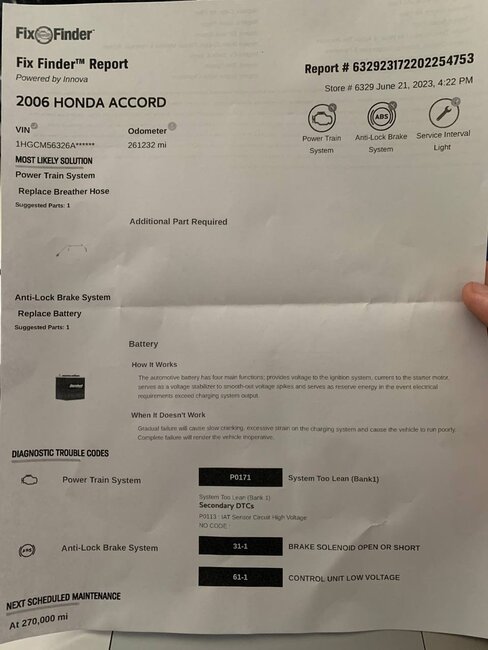 Fix Finder
Fix Finder™ Report
Powered by Innova
Report # 632923172202254753
Store # 6329 June 21, 2023, 4:22 PM
2006 HONDA ACCORD
VIN
Odometer
1HGCM56326A******
261232 mi
ABS
Power Train System
Anti-Lock Brake System
Service Interval Light
MOST LIKELY SOLUTION
Power Train System
Replace Breather Hose
Suggested Parts: 1
Additional Part Required
Anti-Lock Brake System
Replace Battery
Suggested Parts: 1
Battery
How It Works
The automotive battery has four main functions; provides voltage to the ignition system, current to the starter motor,
serves as a voltage stabilizer to smooth-out voltage spikes and serves as reserve energy in the event electrical
requirements exceed charging system output.
When It Doesn't Work
Gradual failure will cause slow cranking, excessive strain on the charging system and cause the vehicle to run poorly.
Complete failure will render the vehicle inoperative.
DIAGNOSTIC TROUBLE CODES
Power Train System
P0171
System Too Lean (Bank1)
System Too Lean (Bank 1)
Secondary DTCs
P0113 : IAT Sensor Circuit High Voltage
NO CODE :
ABS
Anti-Lock Brake System
31-1
BRAKE SOLENOID OPEN OR SHORT
61-1
CONTROL UNIT LOW VOLTAGE
NEXT SCHEDULED MAINTENANCE
At 270,000 mi